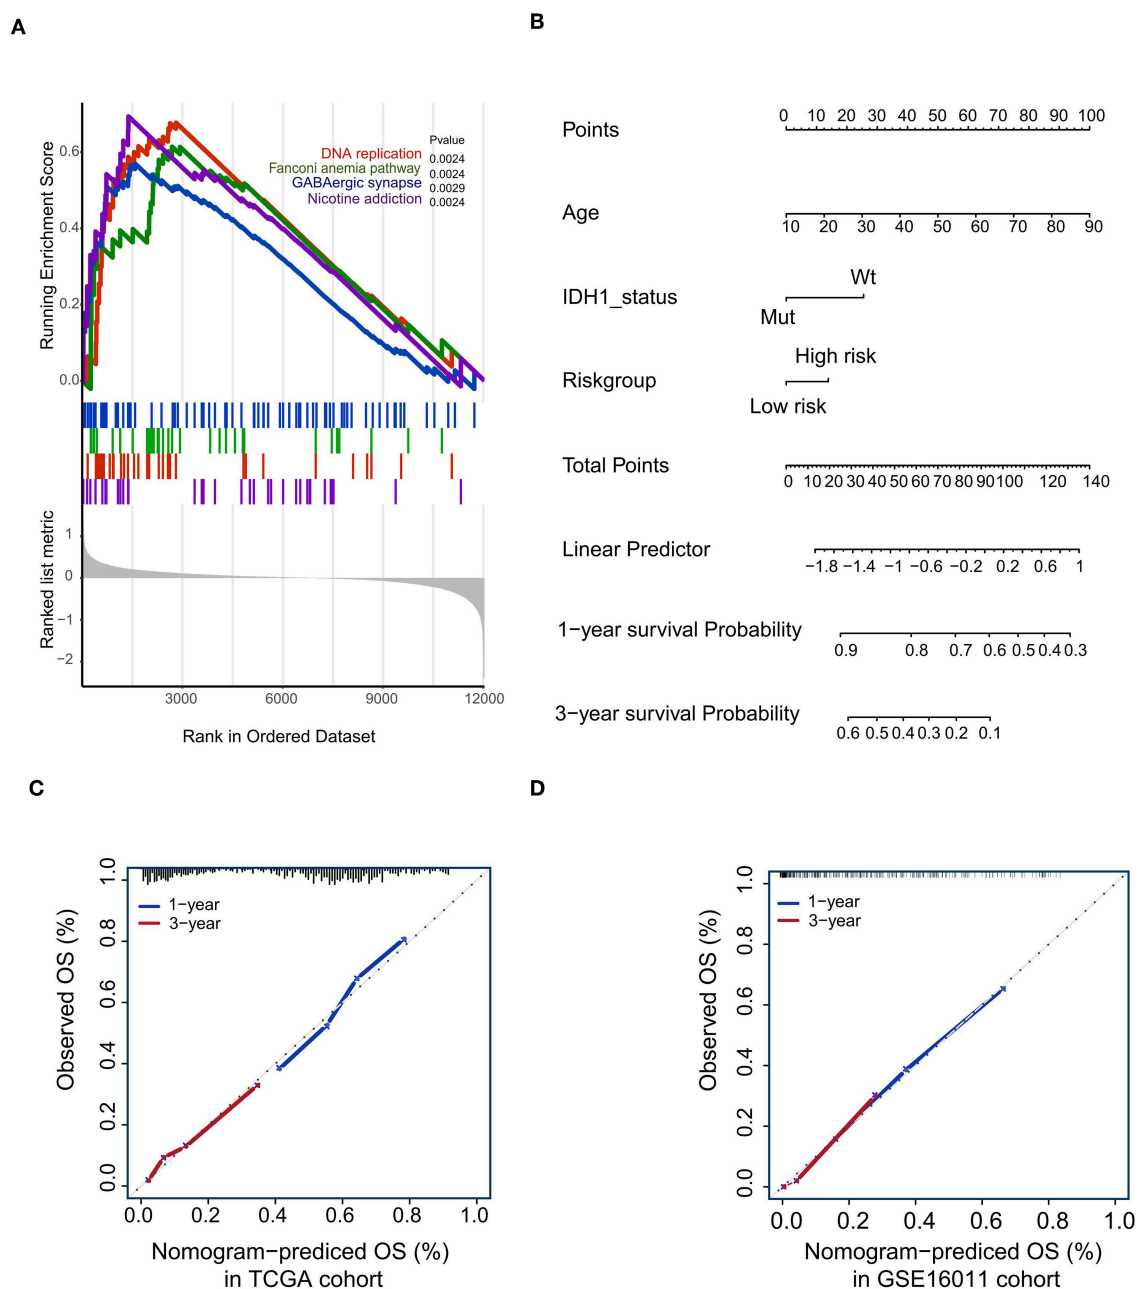 A
B
Running Enrichment Score
0.6
0.4
0.2
0.0
Pvalue
DNA replication 0.0024
Fanconi anemia pathway 0.0024
GABAergic synapse 0.0029
Nicotine addiction 0.0024
Ranked list metric
1
0
−1
−2
3000 6000 9000 12000
Rank in Ordered Dataset
Points
0 10 20 30 40 50 60 70 80 90 100
Age
10 20 30 40 50 60 70 80 90
IDH1_status
Wt
Mut
Riskgroup
High risk
Low risk
Total Points
0 10 20 30 40 50 60 70 80 90 100 120 140
Linear Predictor
−1.8 −1.4 −1 −0.6 −0.2 0.2 0.6 1
1−year survival Probability
0.9 0.8 0.7 0.6 0.5 0.4 0.3
3−year survival Probability
0.6 0.5 0.4 0.3 0.2 0.1
C
D
Observed OS (%)
1.0
0.8
0.6
0.4
0.2
0.0
1−year
3−year
0.0 0.2 0.4 0.6 0.8 1.0
Nomogram−prediced OS (%)
in TCGA cohort
Observed OS (%)
1.0
0.8
0.6
0.4
0.2
0.0
1−year
3−year
0.0 0.2 0.4 0.6 0.8 1.0
Nomogram−prediced OS (%)
in GSE16011 cohort